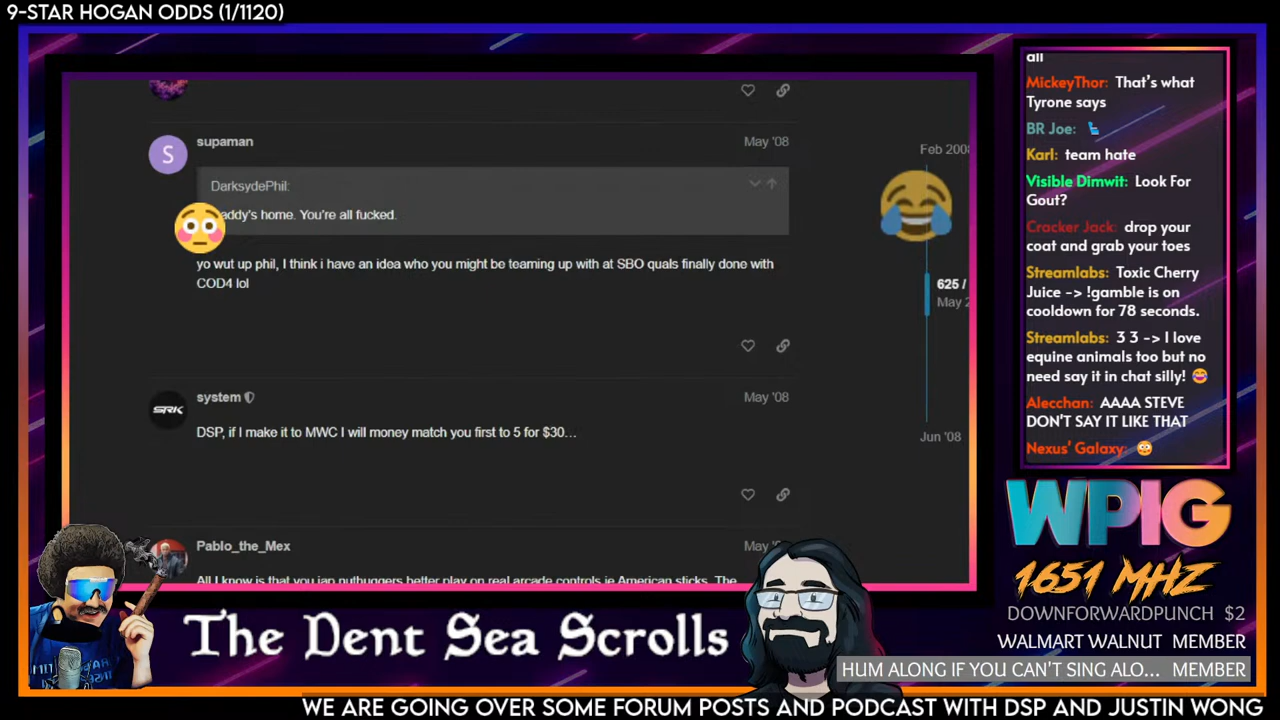 9-STAR HOGAN ODDS (1/1120)
supaman
May '08
S
DarksydePhil:
addy's home. You're all fucked.
yo wut up phil, I think i have an idea who you might be teaming up with at SBO quals finally done with
COD4 lol
system
May '08
SRK
DSP, if I make it to MWC I will money match you first to 5 for $30...
Pablo_the_Mex
May
All I know is that you jap nuthuggers better play on real arcade controls ie American sticks. The
Feb 2008
625 /
May 2
Jun '08
all
MickeyThor: That's what
Tyrone says
BR Joe:
Karl: team hate
Visible Dimwit: Look For
Gout?
Cracker Jack: drop your
coat and grab your toes
Streamlabs: Toxic Cherry
Juice -> !gamble is on
cooldown for 78 seconds.
Streamlabs: 3 3 -> I love
equine animals too but no
need say it in chat silly! 😂
Alecchan: AAAA STEVE
DON'T SAY IT LIKE THAT
Nexus' Galaxy: 😳
WPIG
1651 MHZ
DOWNFORWARDPUNCH $2
WALMART WALNUT MEMBER
HUM ALONG IF YOU CAN'T SING ALO... MEMBER
The Dent Sea Scrolls
WE ARE GOING OVER SOME FORUM POSTS AND PODCAST WITH DSP AND JUSTIN WONG